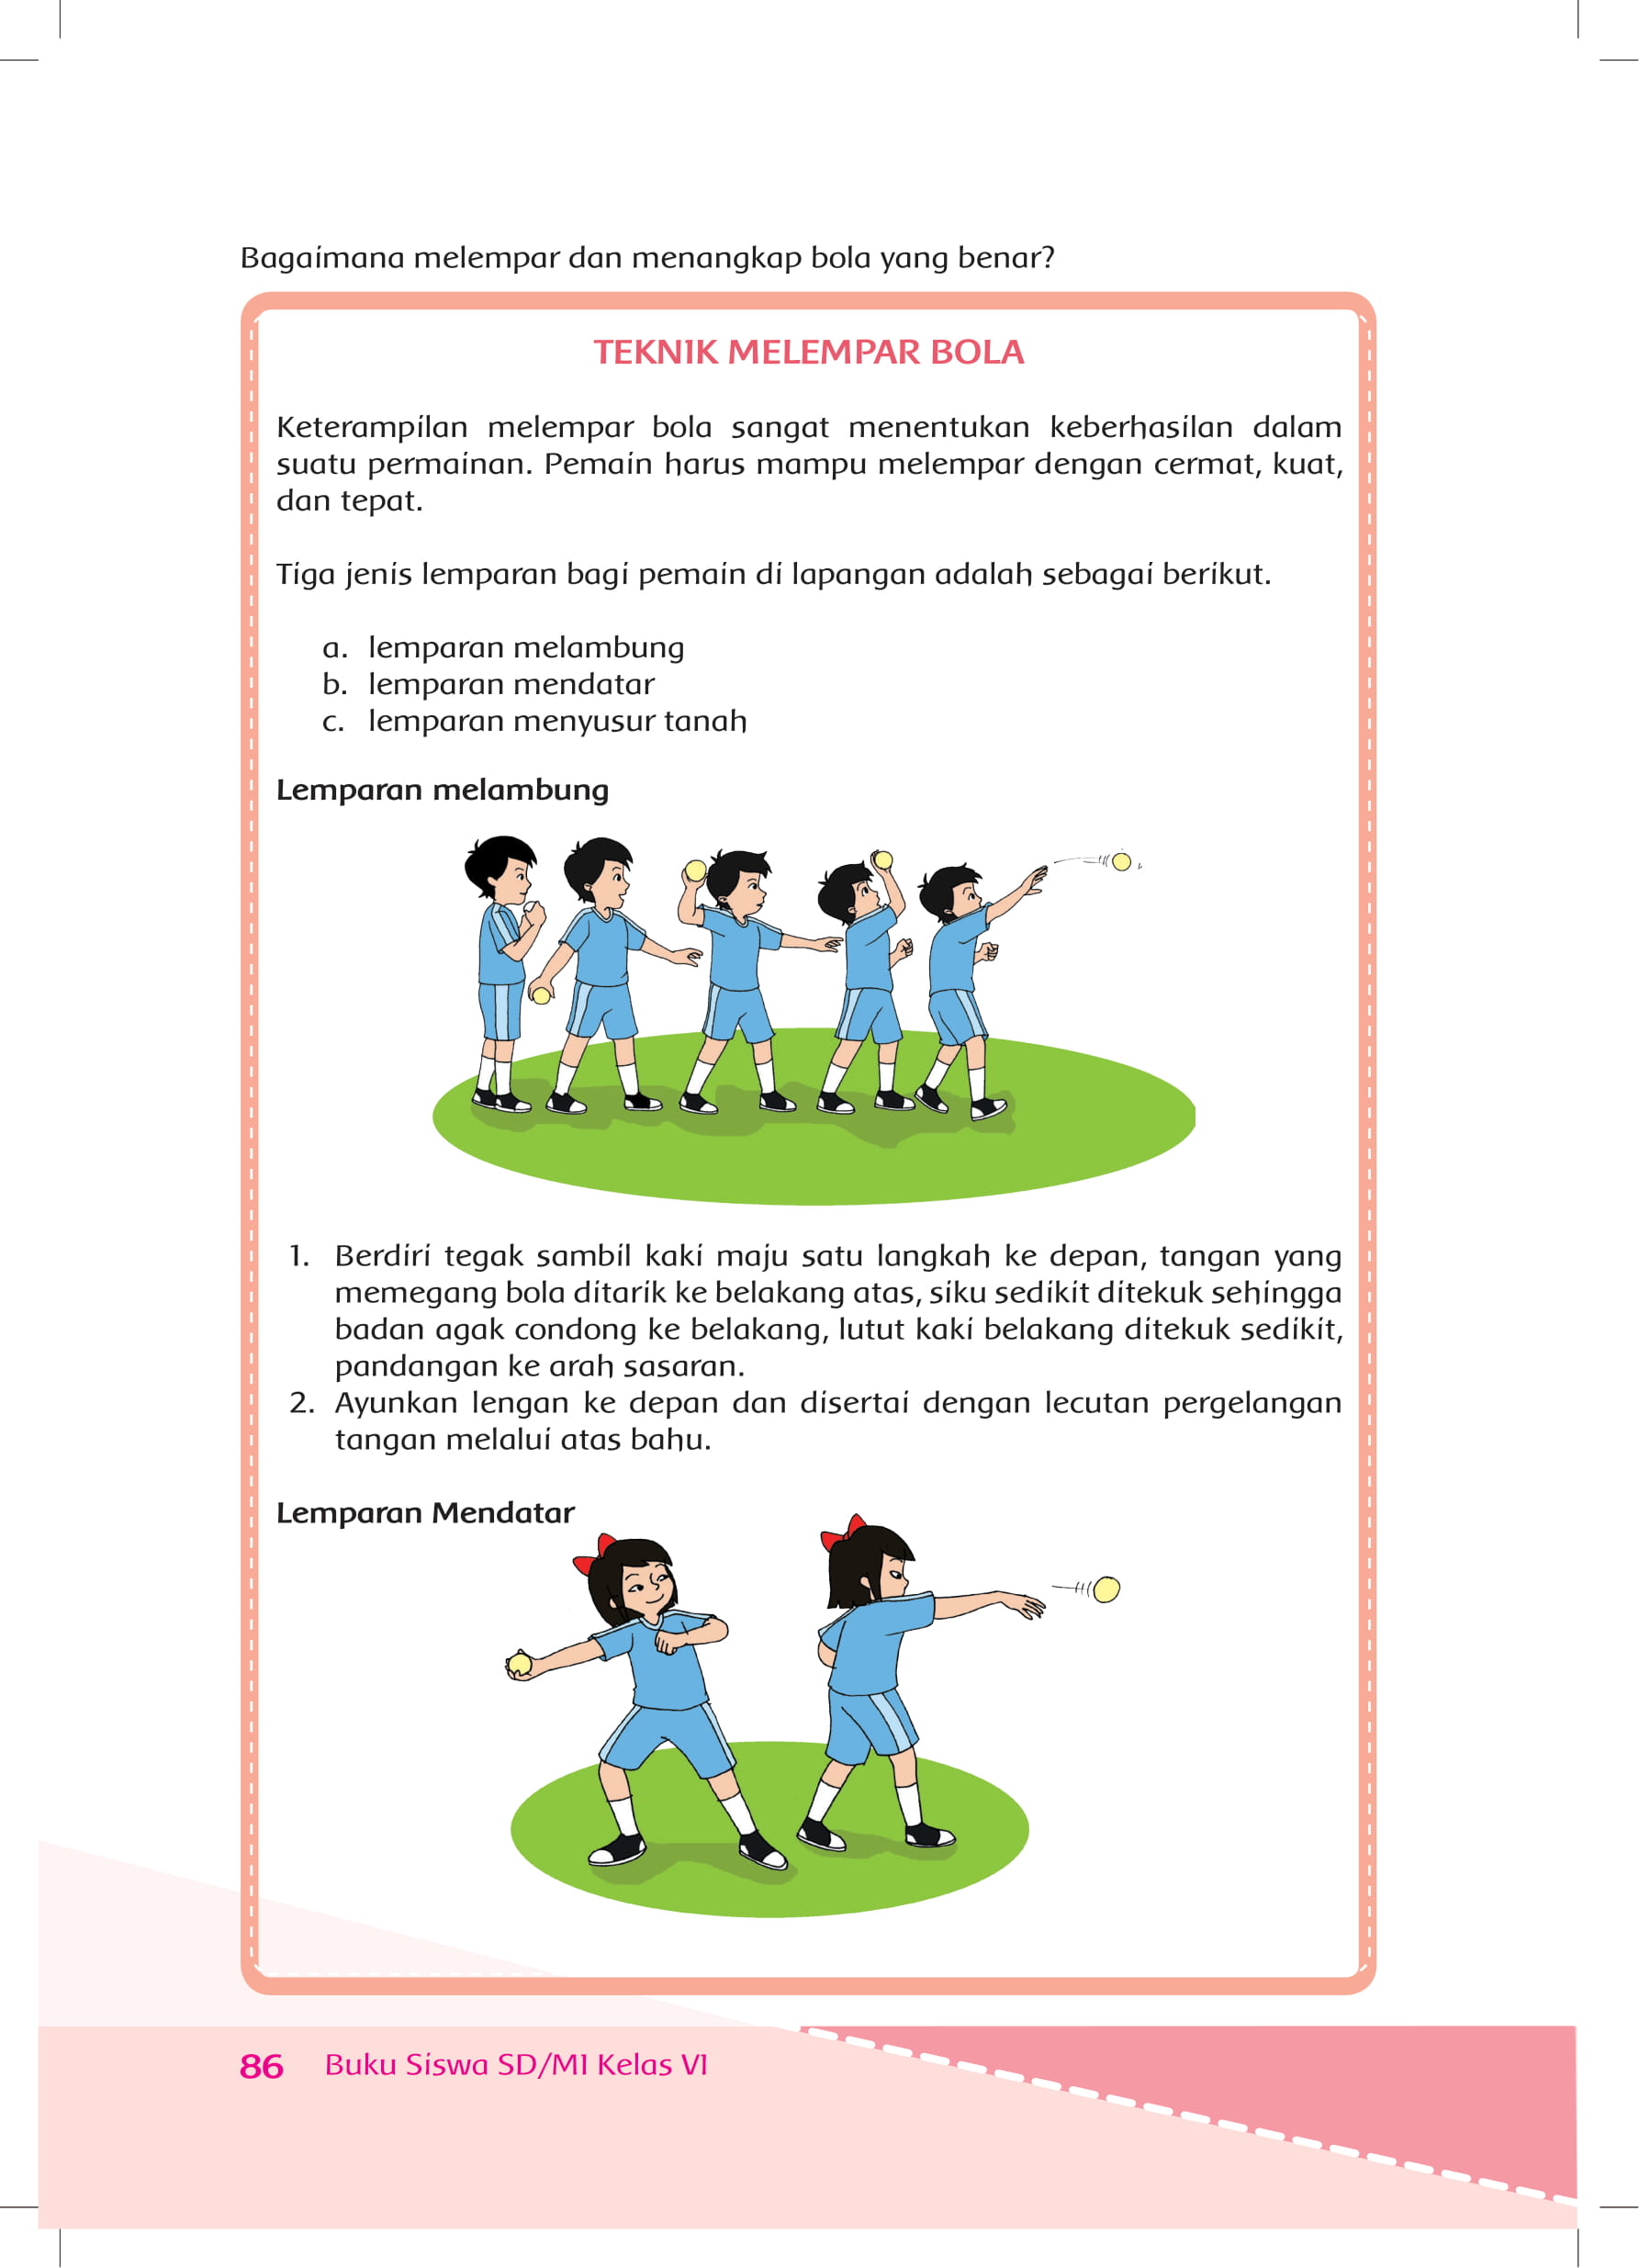 Bagaimana melempar dan menangkap bola yang benar?
TEKNIK MELEMPAR BOLA
Keterampilan melempar bola sangat menentukan keberhasilan dalam
suatu permainan. Pemain harus mampu melempar dengan cermat, kuat,
dan tepat.
Tiga jenis lemparan bagi pemain di lapangan adalah sebagai berikut.
a. lemparan melambung
b. lemparan mendatar
c. lemparan menyusur tanah
Lemparan melambung
1. Berdiri tegak sambil kaki maju satu langkah ke depan, tangan yang
memegang bola ditarik ke belakang atas, siku sedikit ditekuk sehingga
badan agak condong ke belakang, lutut kaki belakang ditekuk sedikit,
pandangan ke arah sasaran.
2. Ayunkan lengan ke depan dan disertai dengan lecutan pergelangan
tangan melalui atas bahu.
Lemparan Mendatar
86 Buku Siswa SD/MI Kelas VI